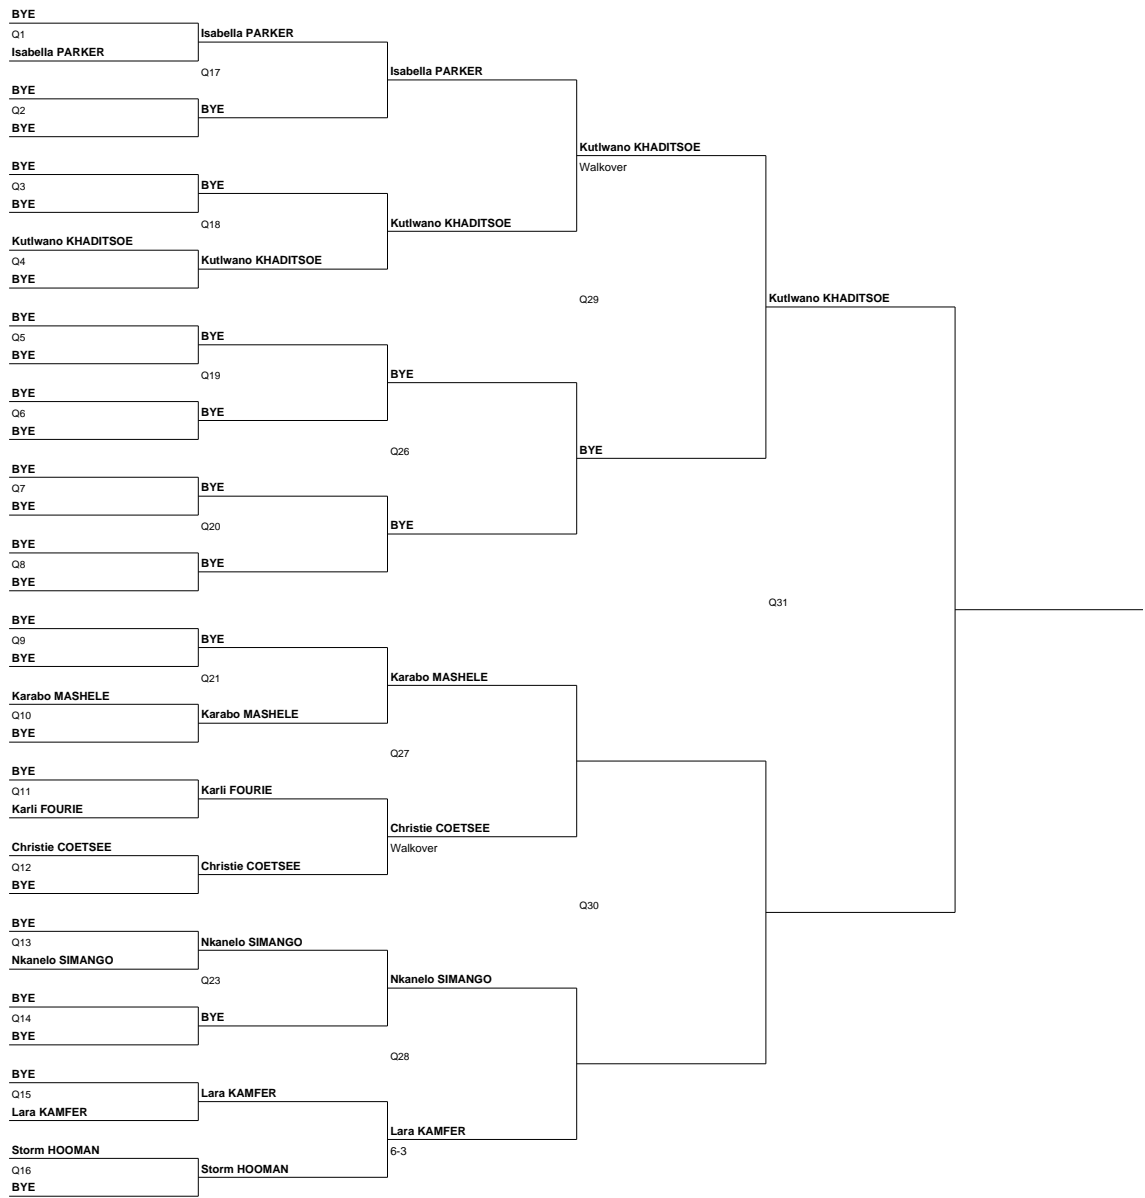 BYE
Q1
Isabella PARKER
BYE
Q2
BYE
BYE
Q3
BYE
Kutlwano KHADITSOE
Q4
BYE
BYE
Q5
BYE
BYE
Q6
BYE
BYE
Q7
BYE
BYE
Q8
BYE
BYE
Q9
BYE
Karabo MASHELE
Q10
BYE
BYE
Q11
Karli FOURIE
Christie COETSEE
Q12
BYE
BYE
Q13
Nkanelo SIMANGO
BYE
Q14
BYE
BYE
Q15
Lara KAMFER
Storm HOOMAN
Q16
BYE
Isabella PARKER
Q17
BYE
BYE
Q18
Kutlwano KHADITSOE
BYE
Q19
BYE
BYE
Q20
BYE
BYE
Q21
Karabo MASHELE
Karli FOURIE
Christie COETSEE
Nkanelo SIMANGO
Q23
BYE
Lara KAMFER
Storm HOOMAN
Isabella PARKER
Kutlwano KHADITSOE
BYE
Q26
BYE
Karabo MASHELE
Q27
Christie COETSEE
Walkover
Nkanelo SIMANGO
Q28
Lara KAMFER
6-3
Kutlwano KHADITSOE
Walkover
Q29
BYE
Q30
Kutlwano KHADITSOE
Q31